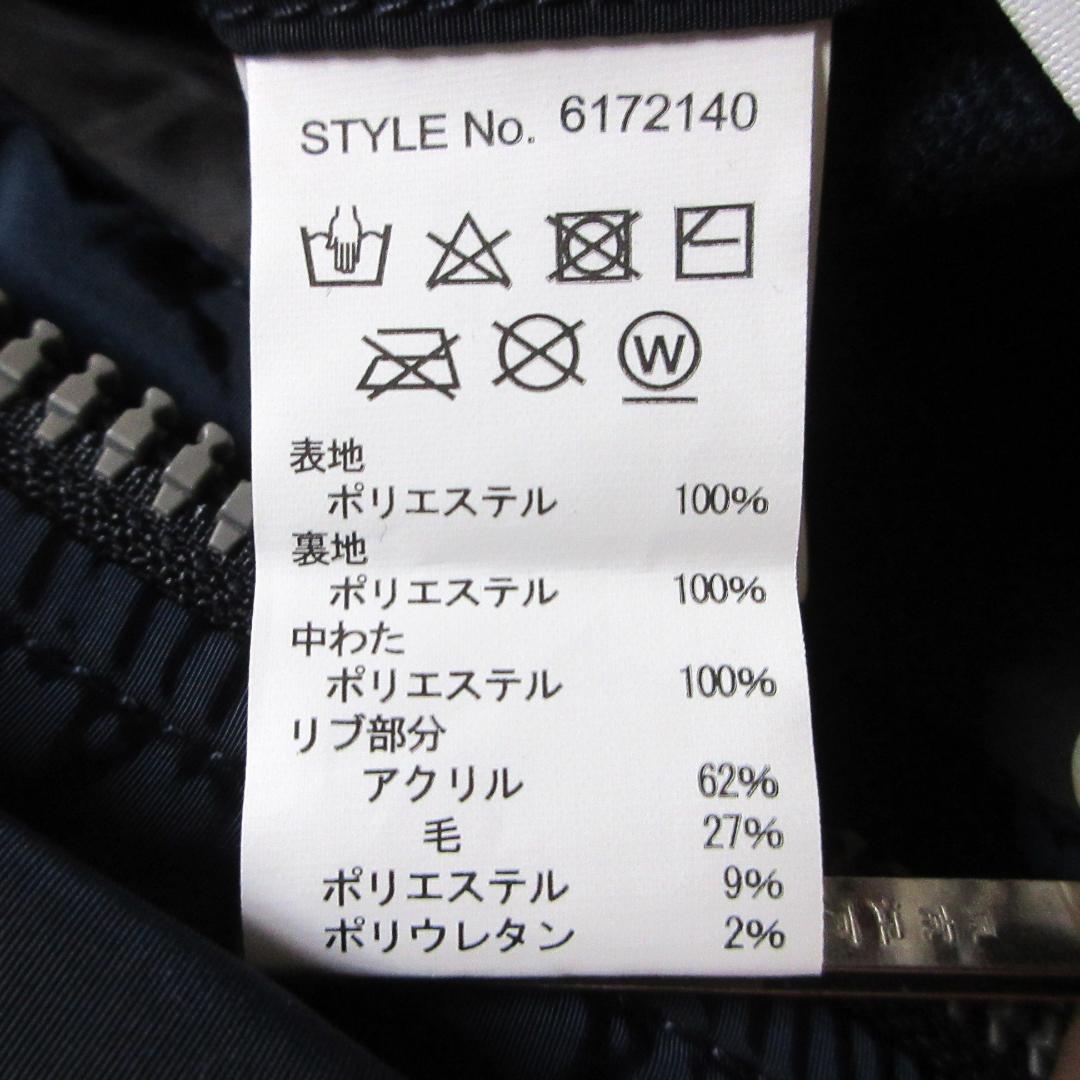 STYLE No. 6172140
W
表地
ポリエステル 100%
裏地
ポリエステル 100%
中わた
ポリエステル 100%
リブ部分
アクリル 62%
毛 27%
ポリエステル 9%
ポリウレタン 2%